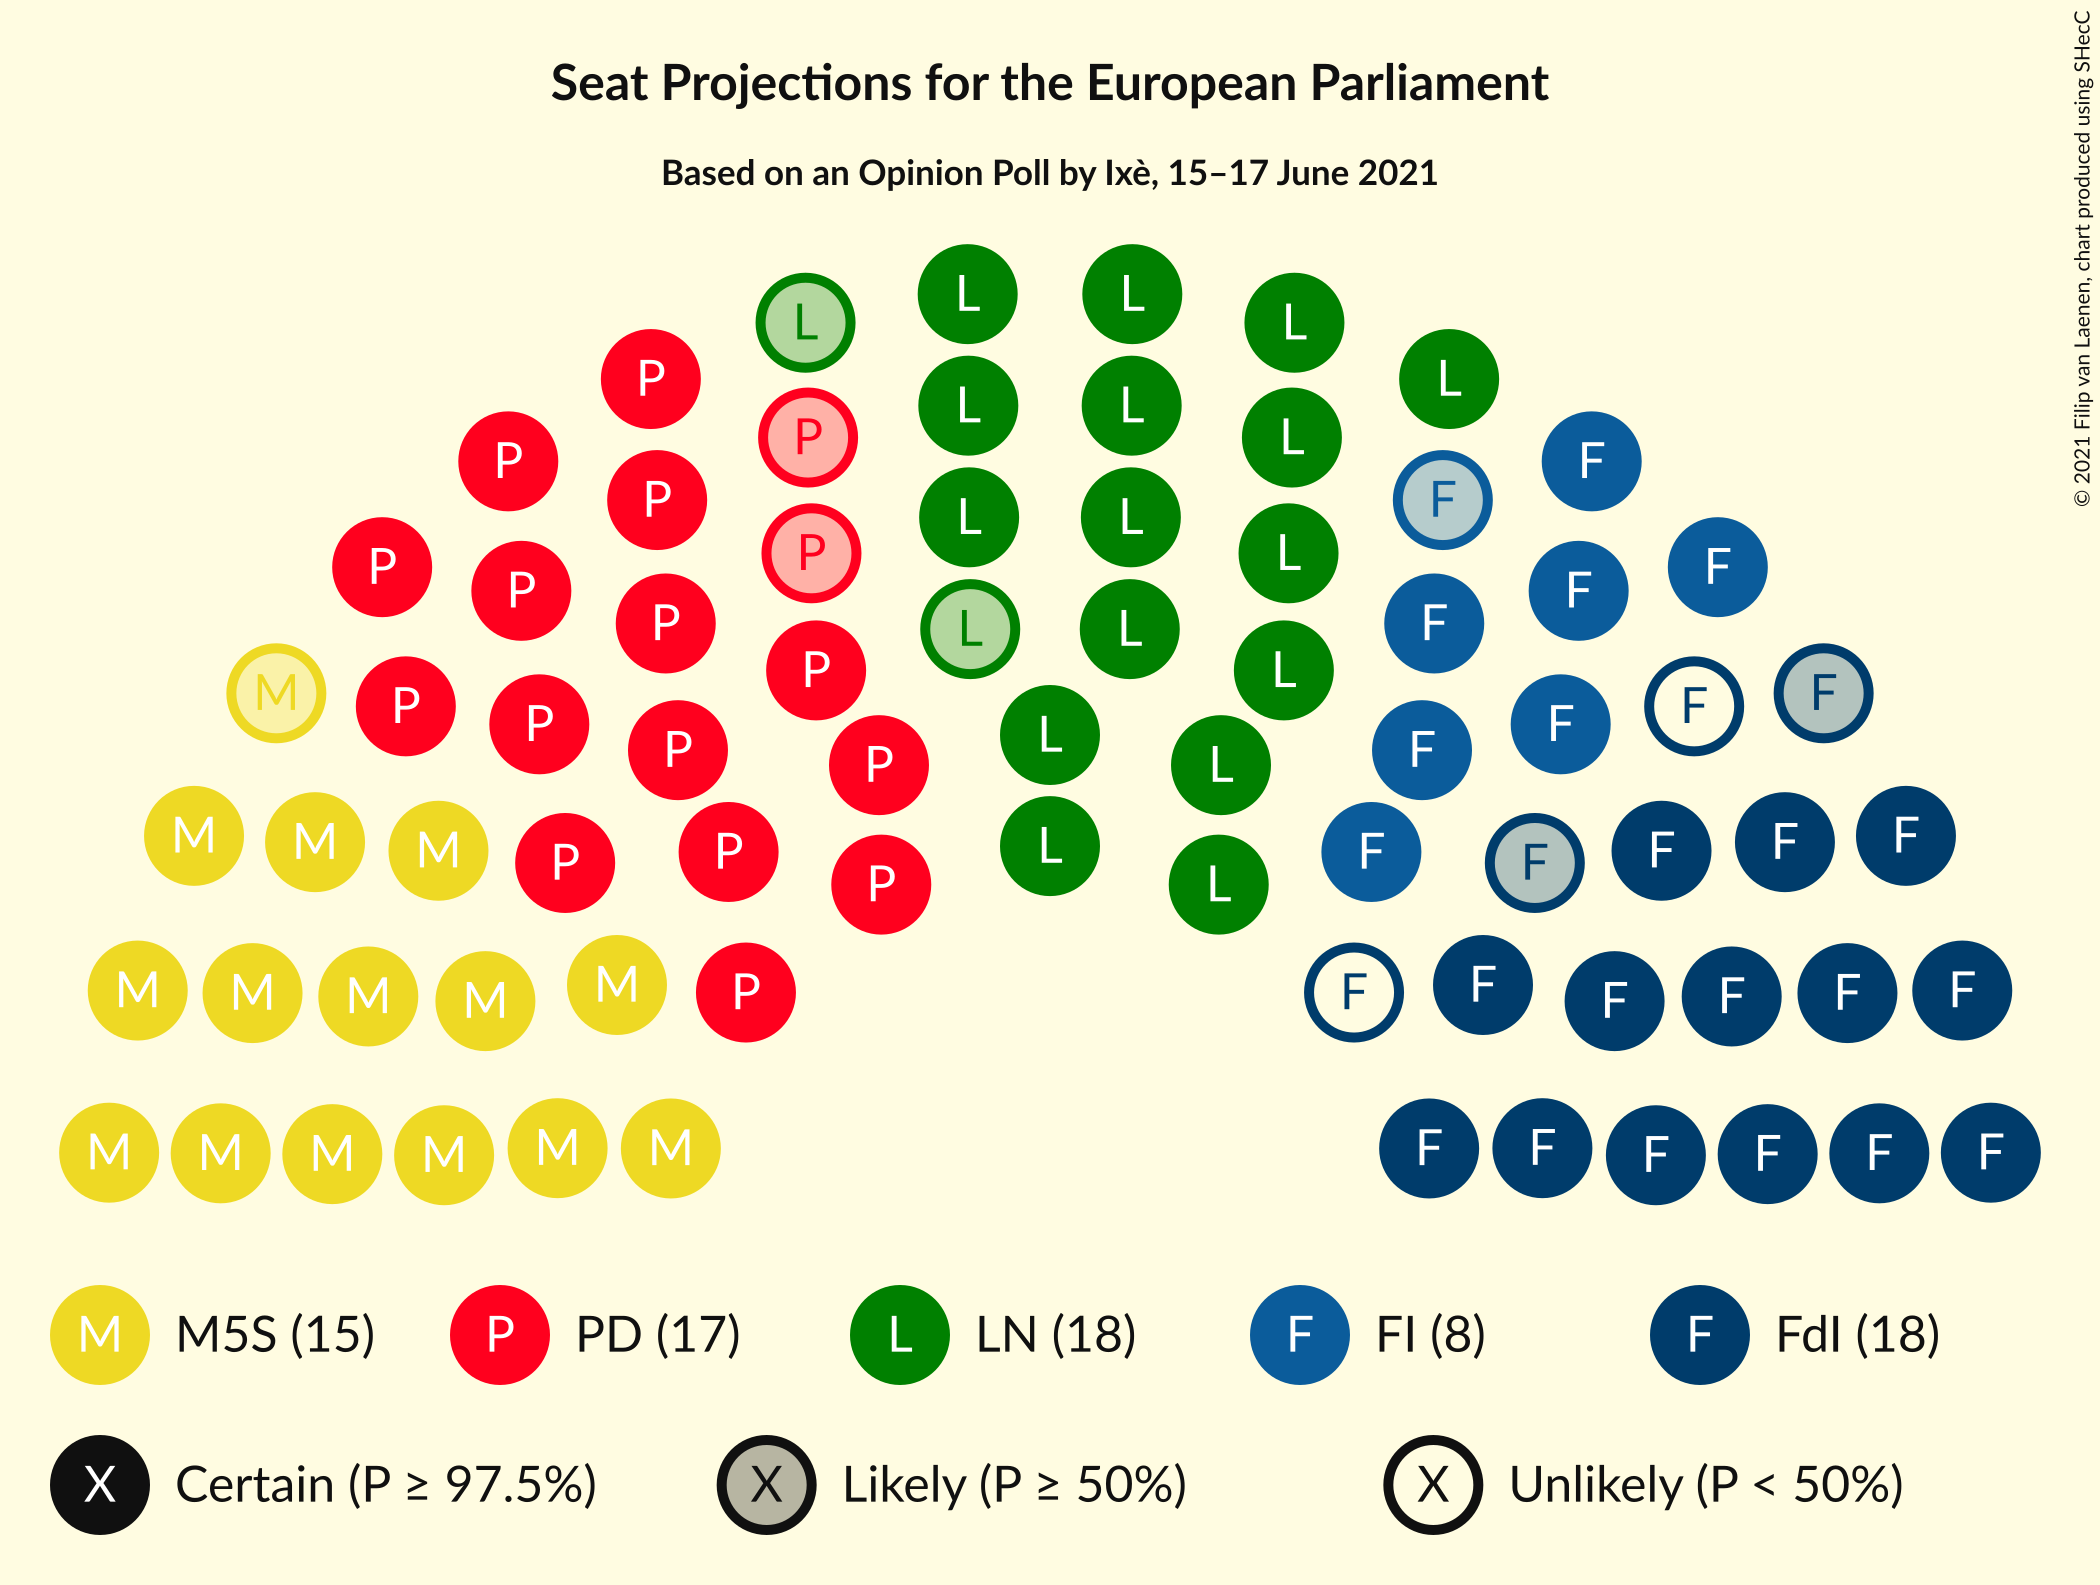 Seat Projections for the European Parliament
Based on an Opinion Poll by Ixè, 15–17 June 2021
© 2021 Filip van Laenen, chart produced using SHecC
L L
L L
P L L
L L
P L
P F
P F
L L
P L
P F
P F
L L
P L
P F
M F
P L
P F
P F
P F
L
P L
M F
M F
M F
L
P F
P F
P L
M F
M F
M F
M F
M F
P F
M F
M F
M F
M F
M F
M F
M M5S (15) P PD (17) L LN (18) F FI (8) F FdI (18)
X Certain (P ≥ 97.5%) X Likely (P ≥ 50%) X Unlikely (P < 50%)